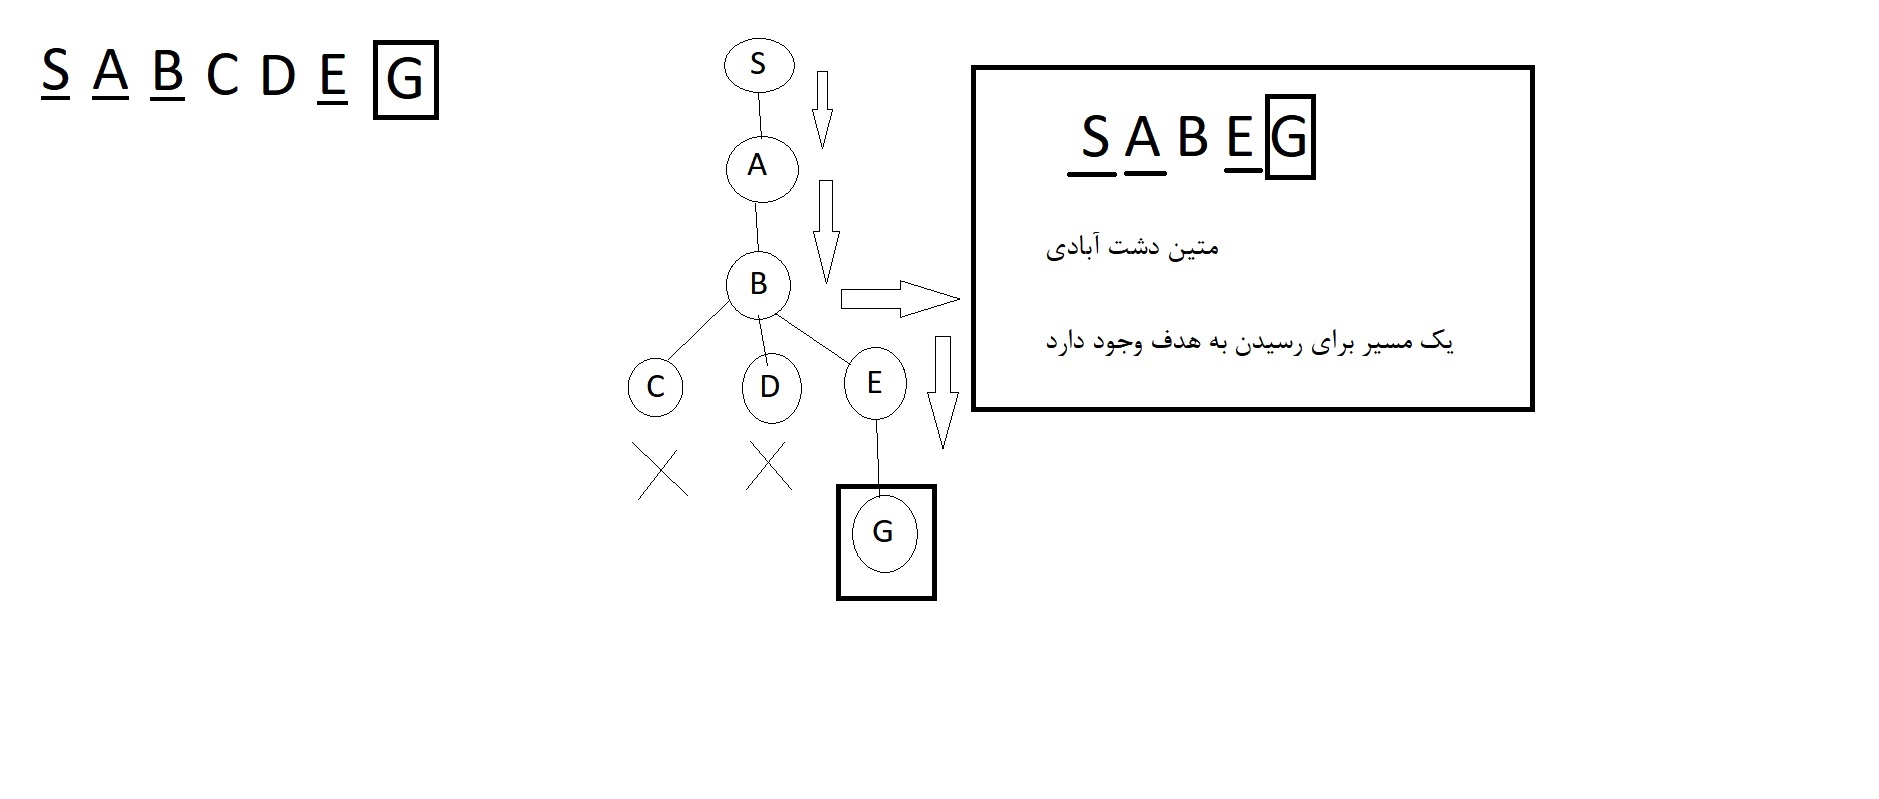 S A B C D E G
S
A
B
C D E
G
S A B E G
متین دشت آبادی
یک مسیر برای رسیدن به هدف وجود دارد